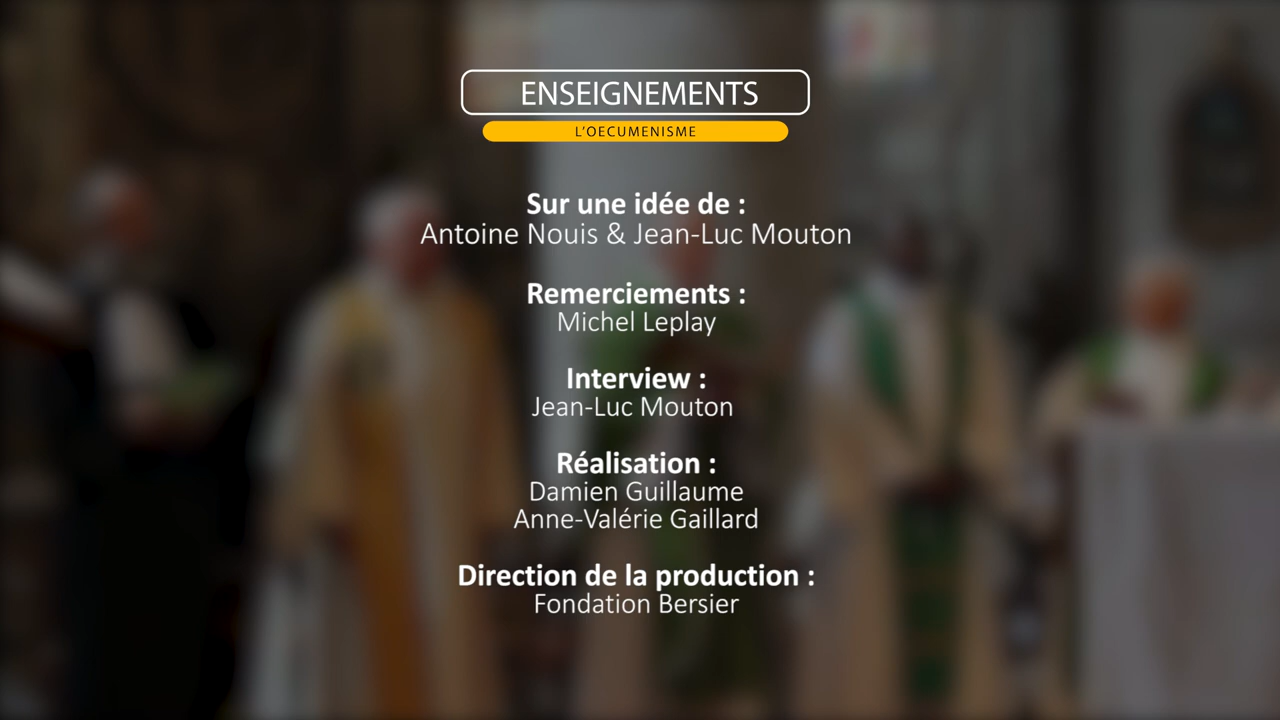 ENSEIGNEMENTS
L'OECUMENISME
Sur une idée de :
Antoine Nouis & Jean-Luc Mouton
Remerciements :
Michel Leplay
Interview :
Jean-Luc Mouton
Réalisation :
Damien Guillaume
Anne-Valérie Gaillard
Direction de la production :
Fondation Bersier